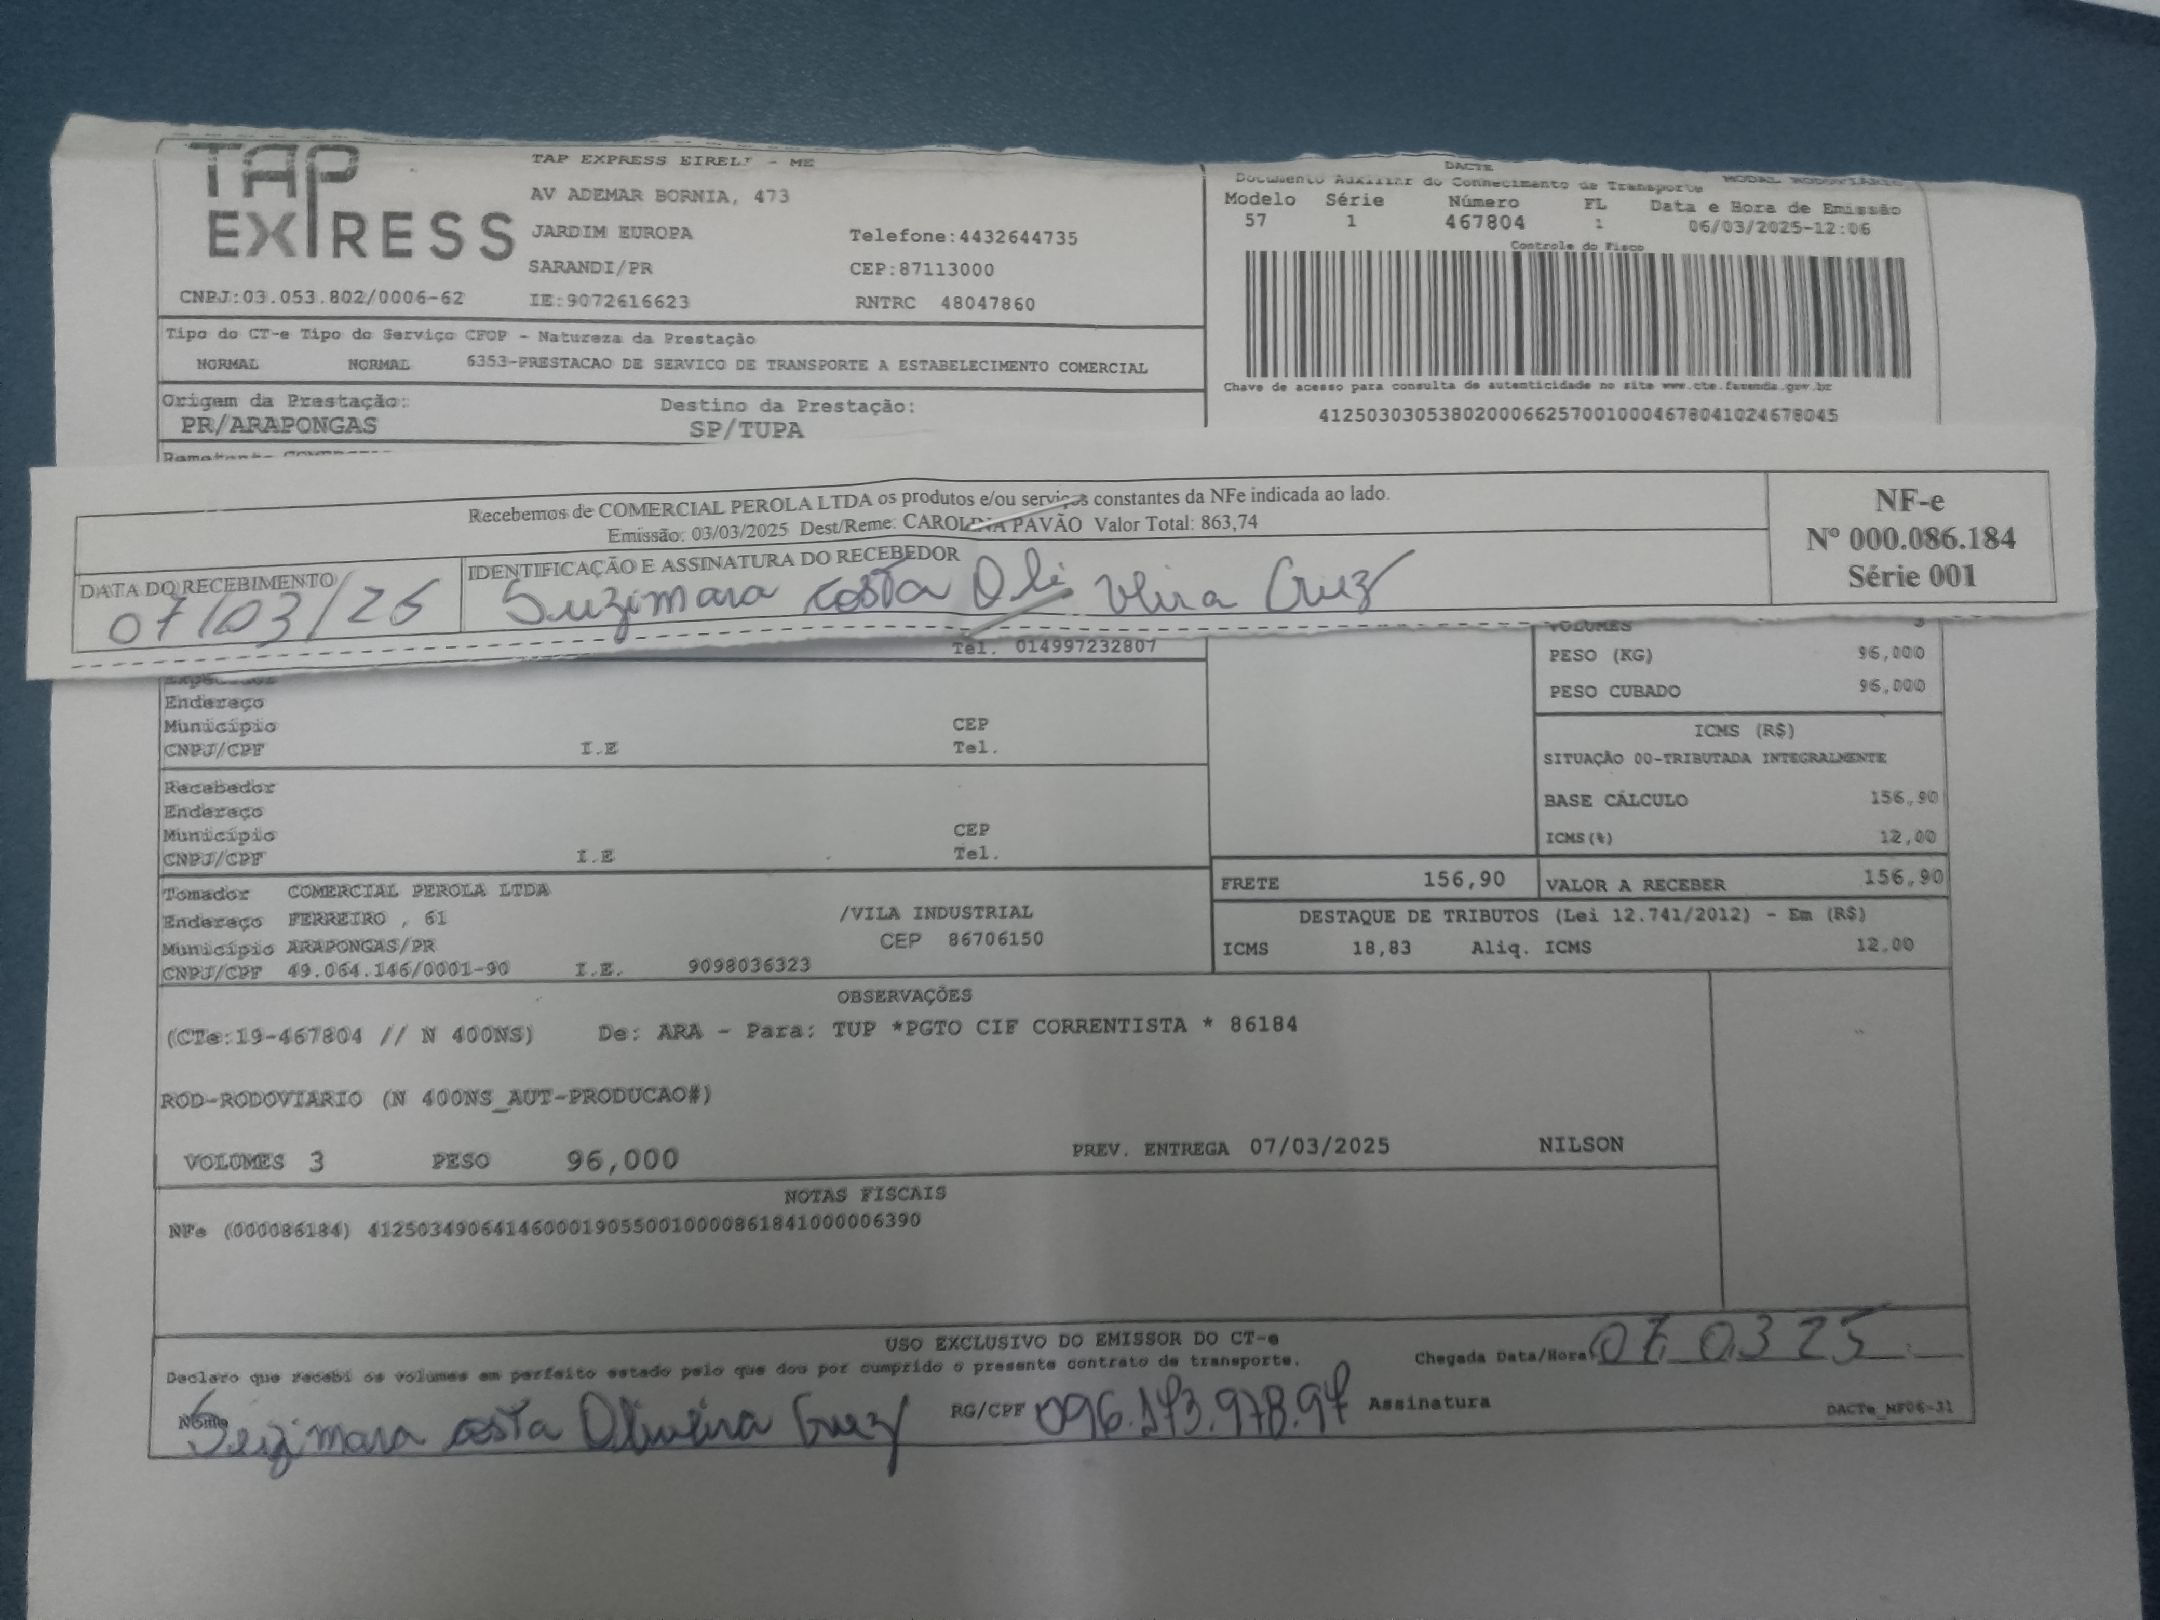 TAP
EXPRESS
TAP EXPRESS EIRELI - ME
AV ADEMAR BORNIA, 473
JARDIM EUROPA Telefone:4432644735
SARANDI/PR CEP:87113000
CNPJ:03.053.802/0006-62 IE:9072616623 RNTRC 48047860
DACTE
Documento Auxiliar do Conhecimento de Transporte MODAL RODOVIÁRIO
Modelo Série Número FL Data e Hora de Emissão
57 1 467804 1 06/03/2025-12:06
Controle do Fisco
Chave de acesso para consulta de autenticidade no site www.cte.fazenda.gov.br
41250303053802000662570010004678041024678045
Tipo do CT-e Tipo do Serviço CFOP - Natureza da Prestação
NORMAL NORMAL 6353-PRESTACAO DE SERVICO DE TRANSPORTE A ESTABELECIMENTO COMERCIAL
Origem da Prestação: Destino da Prestação:
PR/ARAPONGAS SP/TUPA
Recebemos de COMERCIAL PEROLA LTDA os produtos e/ou serviços constantes da NFe indicada ao lado.
Emissão: 03/03/2025 Dest/Reme: CAROLINA PAVÃO Valor Total: 863,74
DATA DO RECEBIMENTO IDENTIFICAÇÃO E ASSINATURA DO RECEBEDOR
07/03/25 Suzimara Costa Oliveira Cruz
NF-e
Nº 000.086.184
Série 001
Tel. 014997232807
VOLUMES 3
PESO (KG) 96,000
PESO CUBADO 96,000
Endereço
Município CEP
CNPJ/CPF I.E Tel.
ICMS (R$)
SITUAÇÃO 00-TRIBUTADA INTEGRALMENTE
BASE CÁLCULO 156,90
ICMS(%) 12,00
Recebedor
Endereço
Município CEP
CNPJ/CPF I.E Tel.
FRETE 156,90 VALOR A RECEBER 156,90
DESTAQUE DE TRIBUTOS (Lei 12.741/2012) - Em (R$)
ICMS 18,83 Aliq. ICMS 12.00
Tomador COMERCIAL PEROLA LTDA
Endereço FERREIRO , 61 /VILA INDUSTRIAL
Município ARAPONGAS/PR CEP 86706150
CNPJ/CPF 49.064.146/0001-90 I.E. 9098036323
OBSERVAÇÕES
(CTe:19-467804 // N 400NS) De: ARA - Para: TUP *PGTO CIF CORRENTISTA * 86184
ROD-RODOVIARIO (N 400NS_AUT-PRODUCAO#)
VOLUMES 3 PESO 96,000 PREV. ENTREGA 07/03/2025 NILSON
NOTAS FISCAIS
NFe (000086184) 41250349064146000190550010000861841000006390
USO EXCLUSIVO DO EMISSOR DO CT-e
Declaro que recebi os volumes em perfeito estado pelo que dou por cumprido o presente contrato de transporte. Chegada Data/Hora: 07 03 25
Nome Suzimara Costa Oliveira Cruz RG/CPF 096.173.978.97 Assinatura DACTe_NF06-31